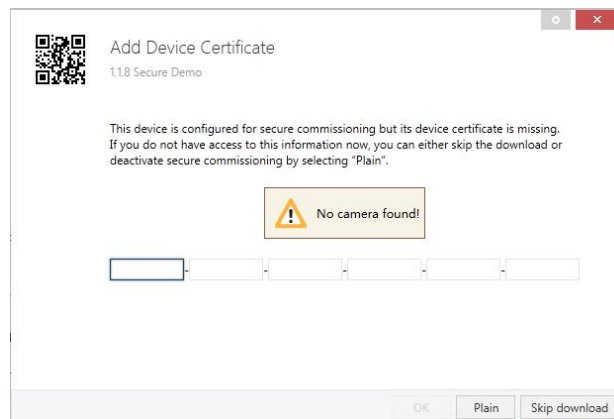 Add Device Certificate
1.1.8 Secure Demo
This device is configured for secure commissioning but its device certificate is missing.
If you do not have access to this information now, you can either skip the download or
deactivate secure commissioning by selecting "Plain".
No camera found!
- - - - -
OK Plain Skip download